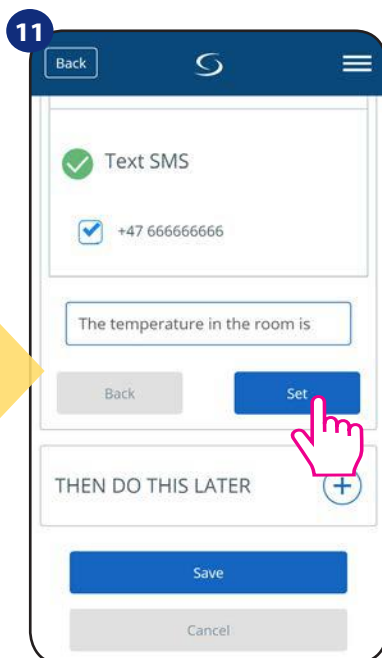 11
Back
Text SMS
+47 666666666
The temperature in the room is
Back Set
THEN DO THIS LATER
Save
Cancel